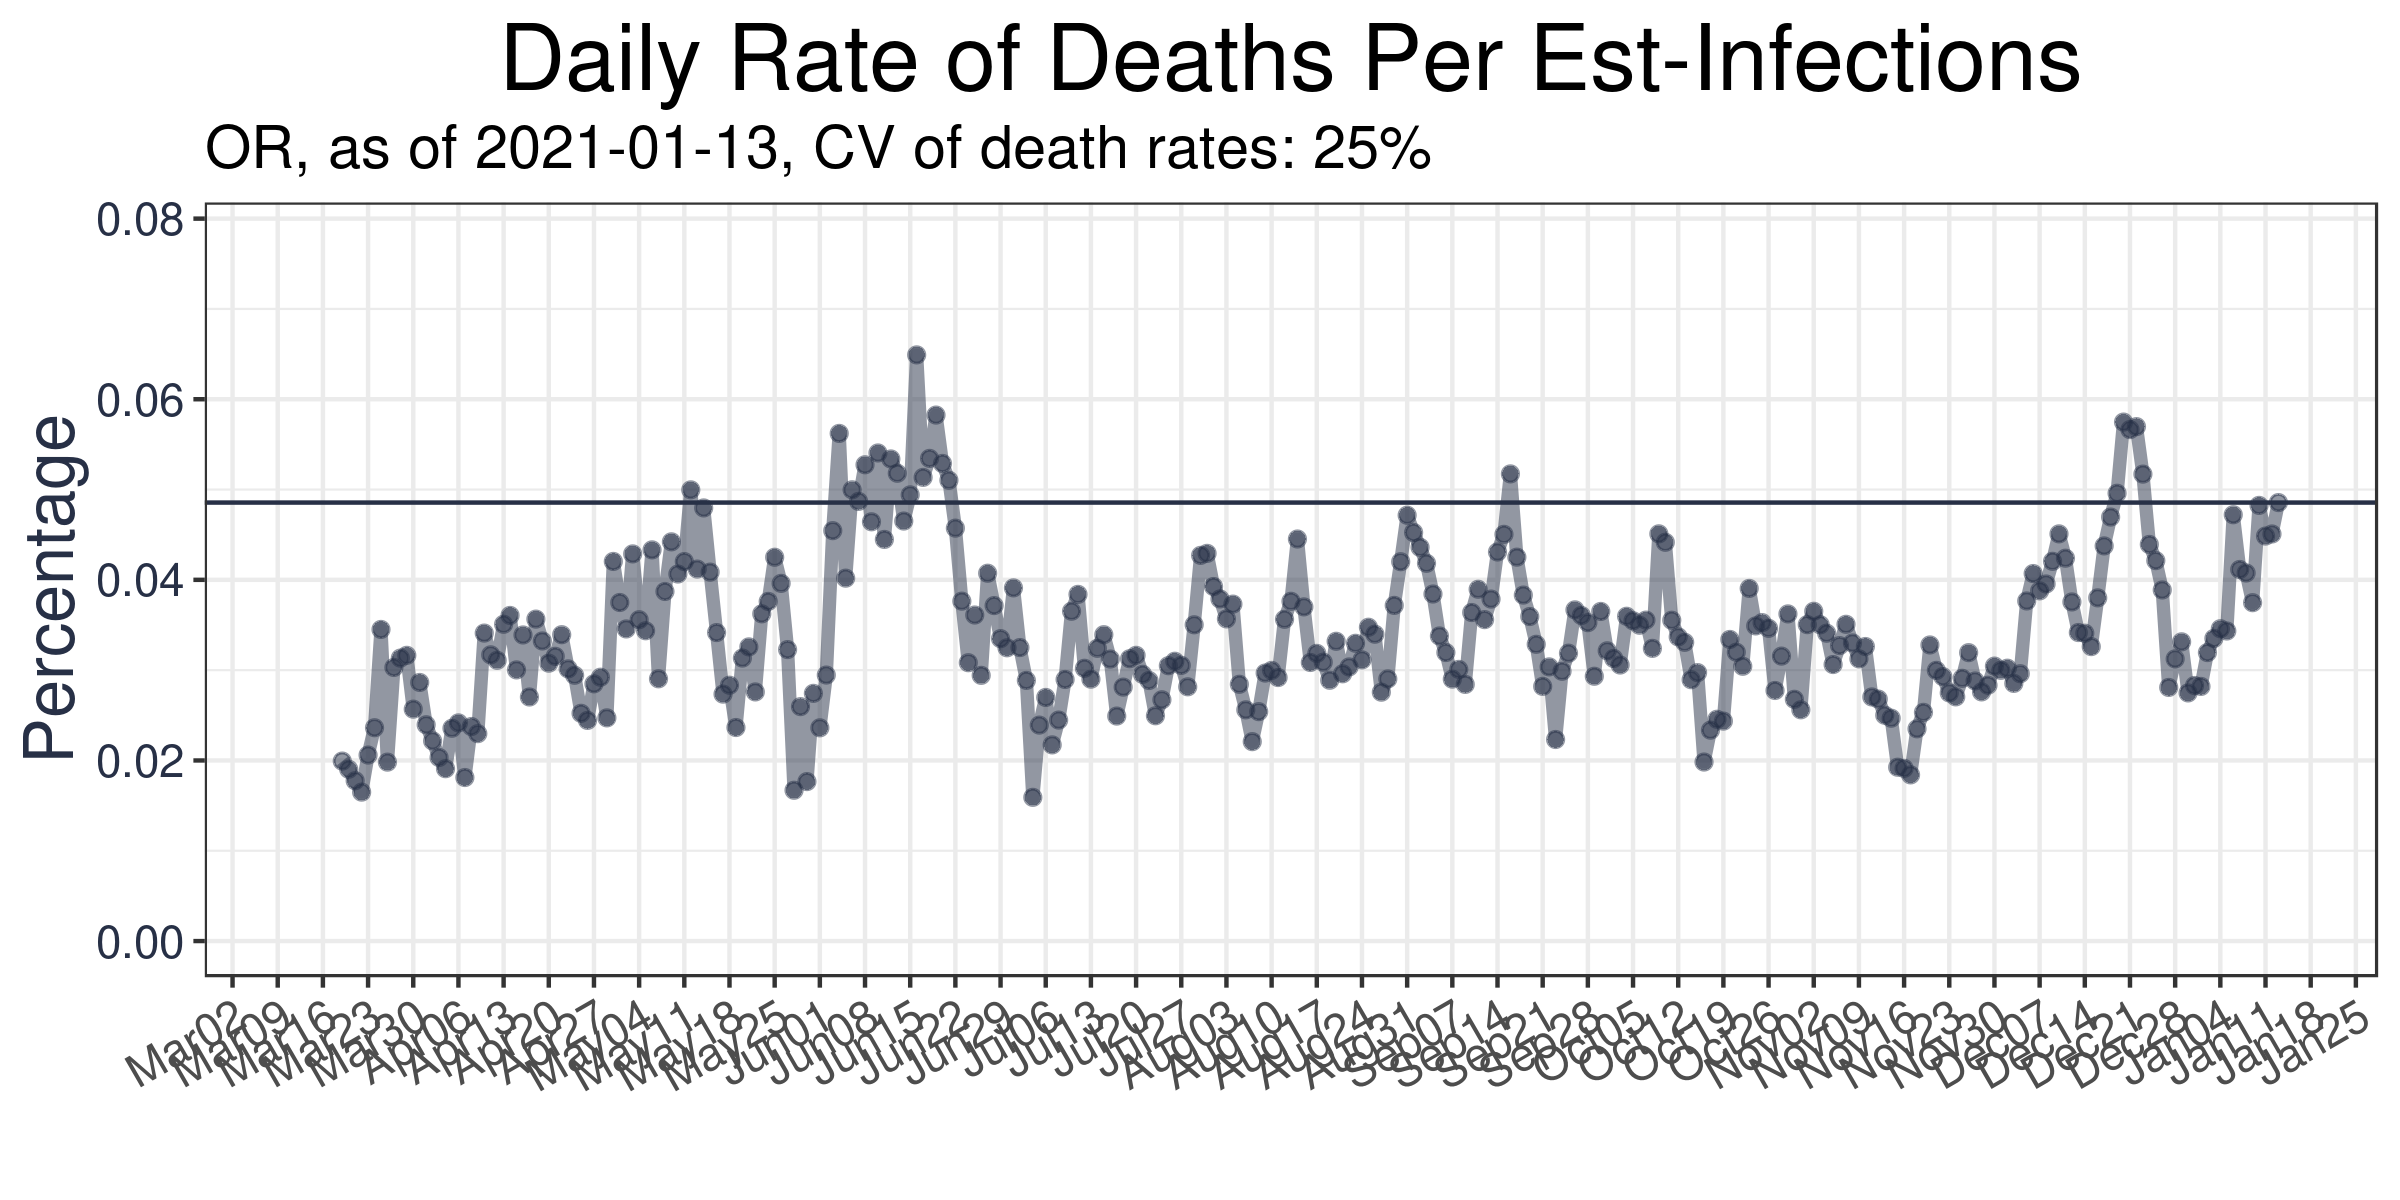 Daily Rate of Deaths Per Est-Infections
OR, as of 2021-01-13, CV of death rates: 25%
Percentage
0.08
0.06
0.04
0.02
0.00
Mar02
Mar09
Mar16
Mar23
Mar30
Apr06
Apr13
Apr20
Apr27
May04
May11
May18
May25
Jun01
Jun08
Jun15
Jun22
Jun29
Jul06
Jul13
Jul20
Jul27
Aug03
Aug10
Aug17
Aug24
Aug31
Sep07
Sep14
Sep21
Sep28
Oct05
Oct12
Oct19
Oct26
Nov02
Nov09
Nov16
Nov23
Nov30
Dec07
Dec14
Dec21
Dec28
Jan04
Jan11
Jan18
Jan25